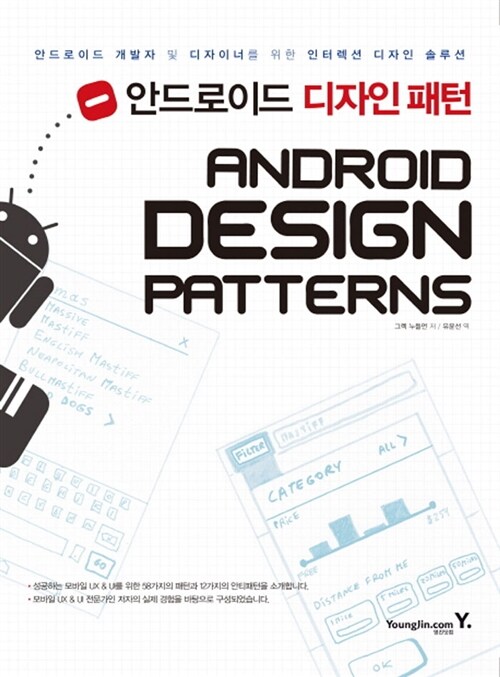 안드로이드 개발자 및 디자이너를 위한 인터렉션 디자인 솔루션
안드로이드 디자인 패턴
ANDROID
DESIGN
PATTERNS
그렉 누들먼 저 / 유윤선 역
mas
MASSIVE
MASTIFF
ENGLISH MASTIFF
NEAPOLITAN MASTIFF
BULLMASTIFF
DOGS >
X
FILTER
MASTIFF
CATEGORY
ALL >
PRICE
DISTANCE FROM ME
1 MILE
5 MILES
OK
• 성공하는 모바일 UX & UI를 위한 58가지의 패턴과 12가지의 안티패턴을 소개합니다.
• 모바일 UX & UI 전문가인 저자의 실제 경험을 바탕으로 구성되었습니다.
YoungJin.com Y.
영진닷컴